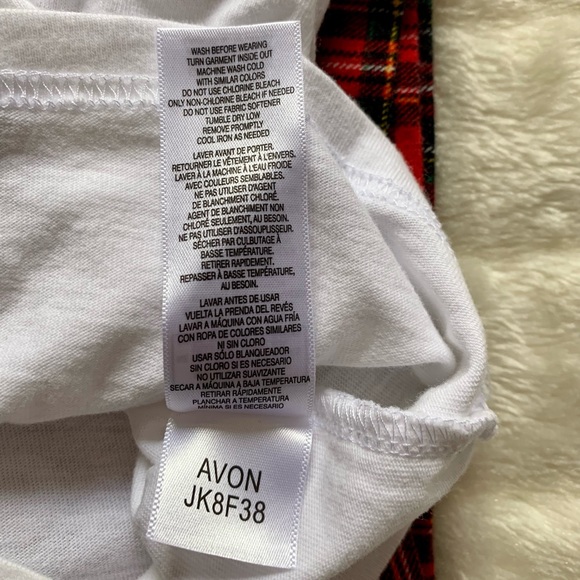 WASH BEFORE WEARING
TURN GARMENT INSIDE OUT
MACHINE WASH COLD
WITH SIMILAR COLORS
DO NOT USE CHLORINE BLEACH
ONLY NON-CHLORINE BLEACH IF NEEDED
DO NOT USE FABRIC SOFTENER
TUMBLE DRY LOW
REMOVE PROMPTLY
COOL IRON AS NEEDED
LAVER AVANT DE PORTER.
RETOURNER LE VÊTEMENT À L'ENVERS.
LAVER À LA MACHINE À L'EAU FROIDE
AVEC COULEURS SEMBLABLES.
NE PAS UTILISER D'AGENT
DE BLANCHIMENT CHLORÉ.
AGENT DE BLANCHIMENT NON
CHLORÉ SEULEMENT, AU BESOIN.
NE PAS UTILISER D'ASSOUPLISSEUR.
SÉCHER PAR CULBUTAGE À
BASSE TEMPÉRATURE.
RETIRER RAPIDEMENT.
REPASSER À BASSE TEMPÉRATURE,
AU BESOIN.
LAVAR ANTES DE USAR
VUELTA LA PRENDA DEL REVÉS
LAVAR A MÁQUINA CON AGUA FRÍA
CON ROPA DE COLORES SIMILARES
NI SIN CLORO
USAR SÓLO BLANQUEADOR
SIN CLORO SI ES NECESARIO
NO UTILIZAR SUAVIZANTE
SECAR A MÁQUINA A BAJA TEMPERATURA
RETIRAR RÁPIDAMENTE
PLANCHAR A TEMPERATURA
MÍNIMA SI ES NECESARIO
AVON
JK8F38